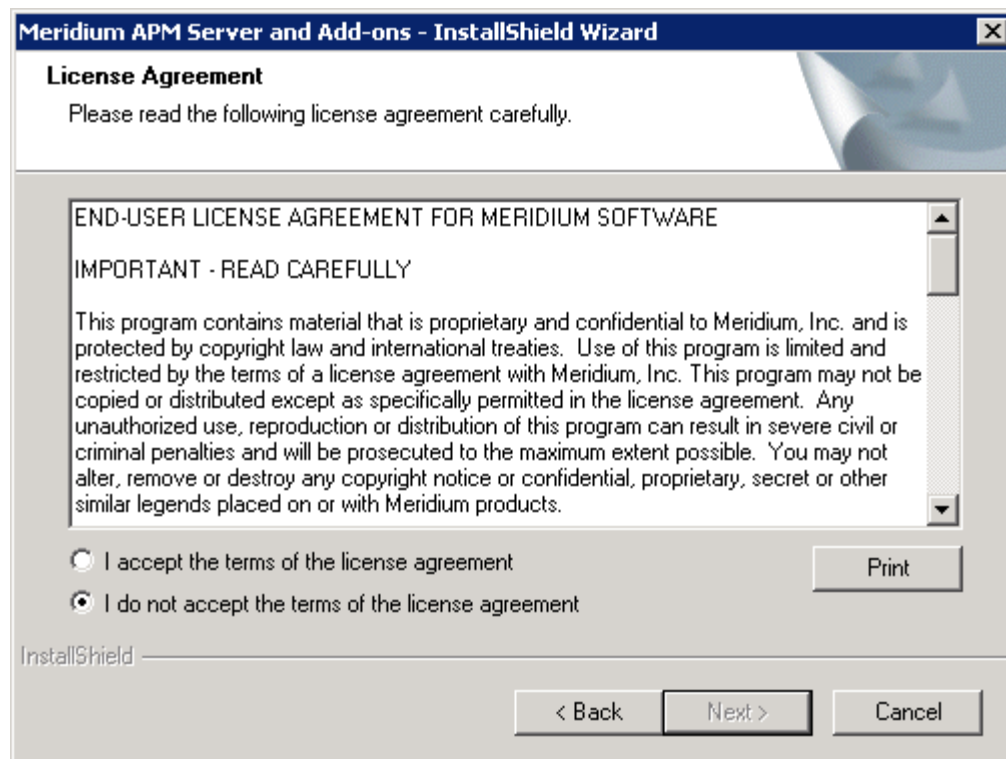 Meridium APM Server and Add-ons - InstallShield Wizard
License Agreement
Please read the following license agreement carefully.
END-USER LICENSE AGREEMENT FOR MERIDIUM SOFTWARE
IMPORTANT - READ CAREFULLY
This program contains material that is proprietary and confidential to Meridium, Inc. and is
protected by copyright law and international treaties.  Use of this program is limited and
restricted by the terms of a license agreement with Meridium, Inc. This program may not be
copied or distributed except as specifically permitted in the license agreement.  Any
unauthorized use, reproduction or distribution of this program can result in severe civil or
criminal penalties and will be prosecuted to the maximum extent possible.  You may not
alter, remove or destroy any copyright notice or confidential, proprietary, secret or other
similar legends placed on or with Meridium products.
I accept the terms of the license agreement
Print
I do not accept the terms of the license agreement
InstallShield
< Back
Next >
Cancel